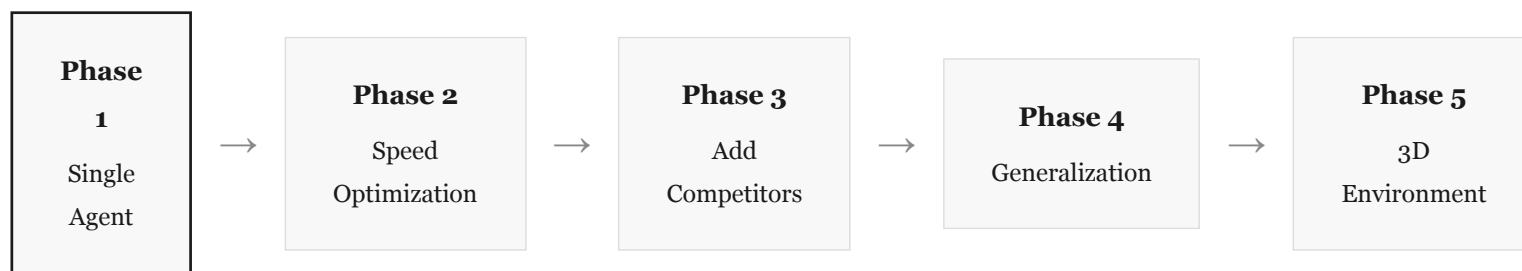 Phase
1
Single
Agent
→
Phase 2
Speed
Optimization
→
Phase 3
Add
Competitors
→
Phase 4
Generalization
→
Phase 5
3D
Environment